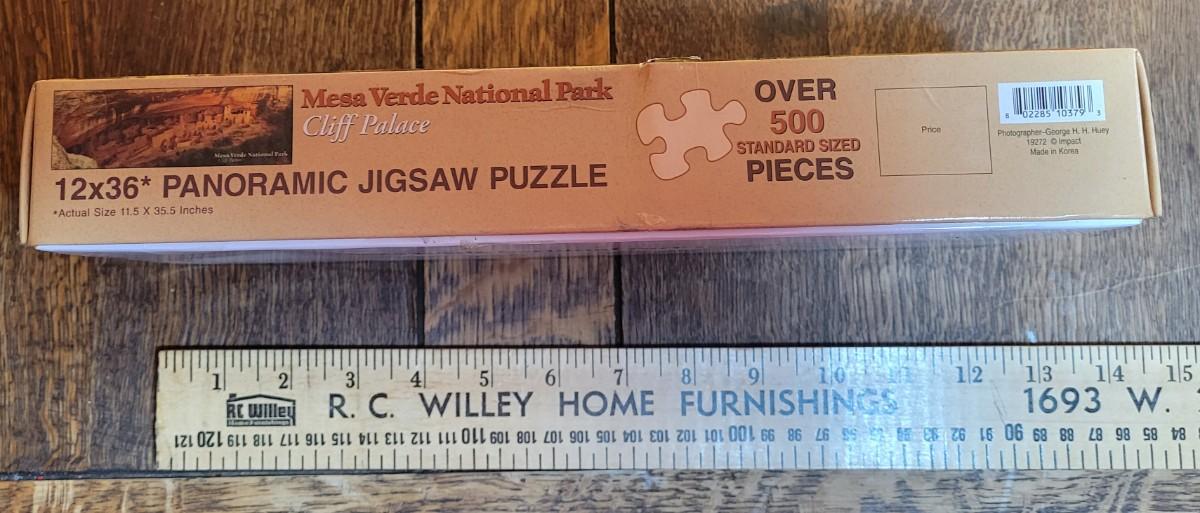 Mesa Verde National Park
Cliff Palace
Mesa Verde National Park
12x36* PANORAMIC JIGSAW PUZZLE
*Actual Size 11.5 X 35.5 Inches
OVER
500
STANDARD SIZED
PIECES
Price
6 02285 10379 3
Photographer-George H. H. Huey
19272 © Impact
Made in Korea
1 2 3 4 5 6 7 8 9 10 11 12 13 14 15
RC Willey
Home Furnishings
R. C. WILLEY HOME FURNISHINGS 1693 W.
121 120 119 118 117 116 115 114 113 112 111 110 109 108 107 106 105 104 103 102 101 100 99 98 97 96 95 94 93 92 91 90 89 88 87 86 85 84